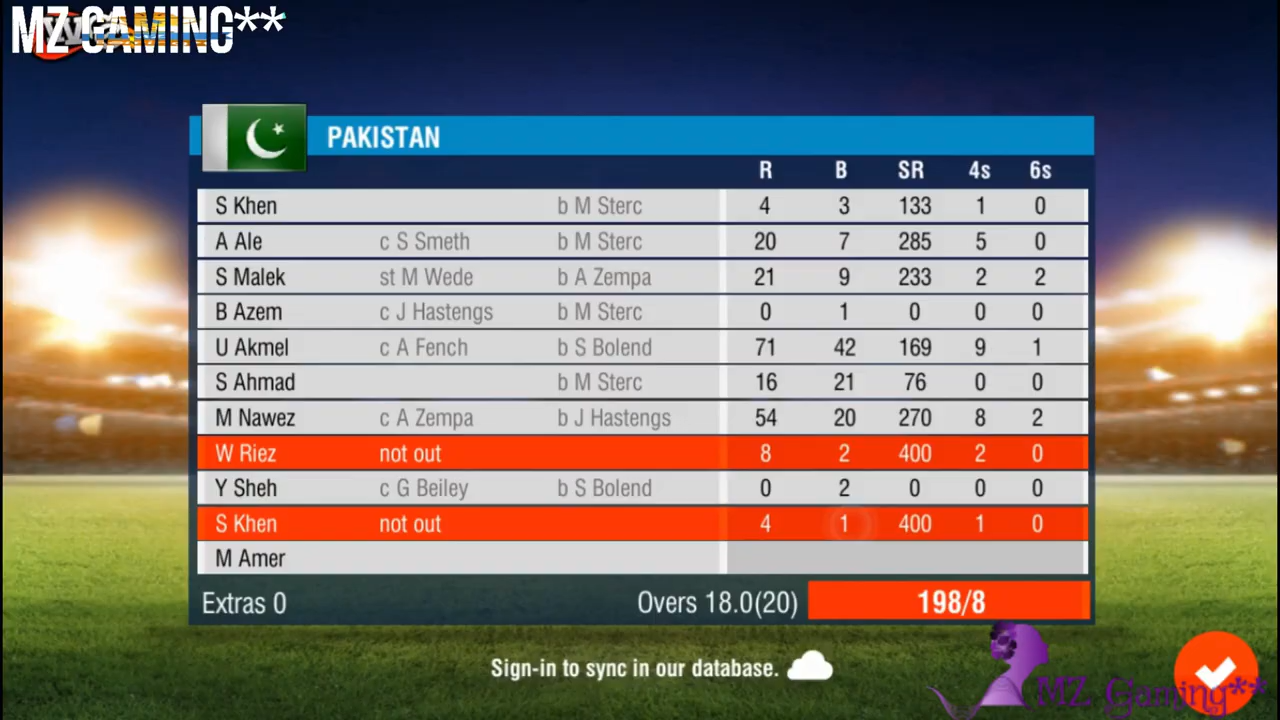 MZ GAMING**
PAKISTAN
R B SR 4s 6s
S Khen b M Sterc 4 3 133 1 0
A Ale c S Smeth b M Sterc 20 7 285 5 0
S Malek st M Wede b A Zempa 21 9 233 2 2
B Azem c J Hastengs b M Sterc 0 1 0 0 0
U Akmel c A Fench b S Bolend 71 42 169 9 1
S Ahmad b M Sterc 16 21 76 0 0
M Nawez c A Zempa b J Hastengs 54 20 270 8 2
W Riez not out 8 2 400 2 0
Y Sheh c G Beiley b S Bolend 0 2 0 0 0
S Khen not out 4 1 400 1 0
M Amer
Extras 0 Overs 18.0(20) 198/8
Sign-in to sync in our database.
MZ Gaming**